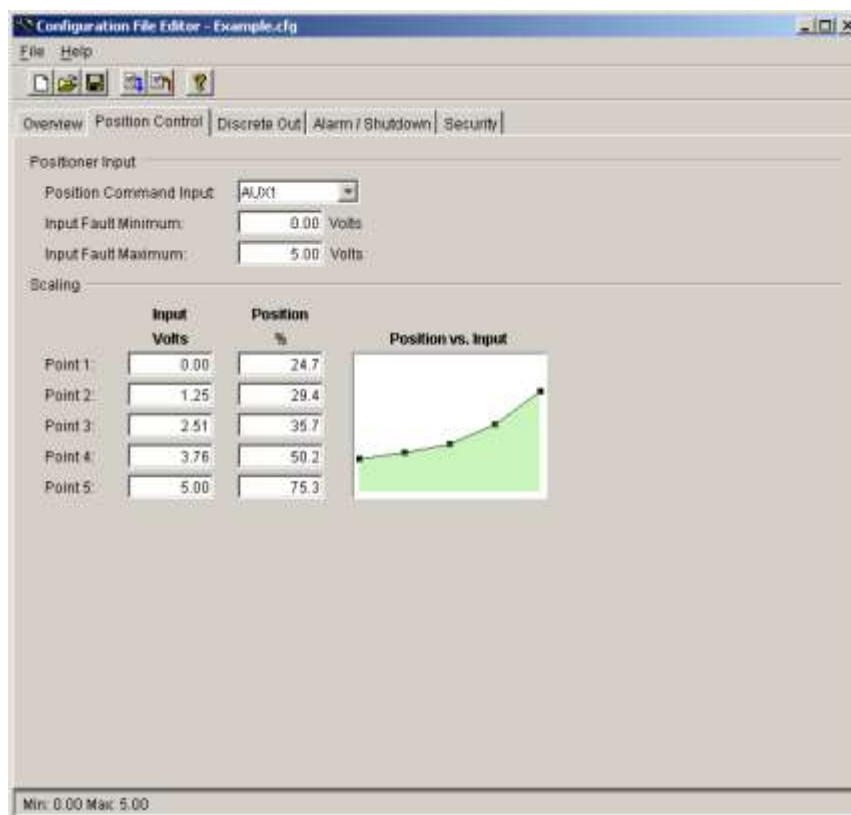 Configuration File Editor - Example.cfg
File Help
Overview Position Control Discrete Out Alarm / Shutdown Security
Positioner Input
Position Command Input: AUX1
Input Fault Minimum: 0.00 Volts
Input Fault Maximum: 5.00 Volts
Scaling
Input Position
Volts % Position vs. Input
Point 1: 0.00 24.7
Point 2: 1.25 29.4
Point 3: 2.51 35.7
Point 4: 3.76 50.2
Point 5: 5.00 75.3
Min: 0.00 Max: 5.00